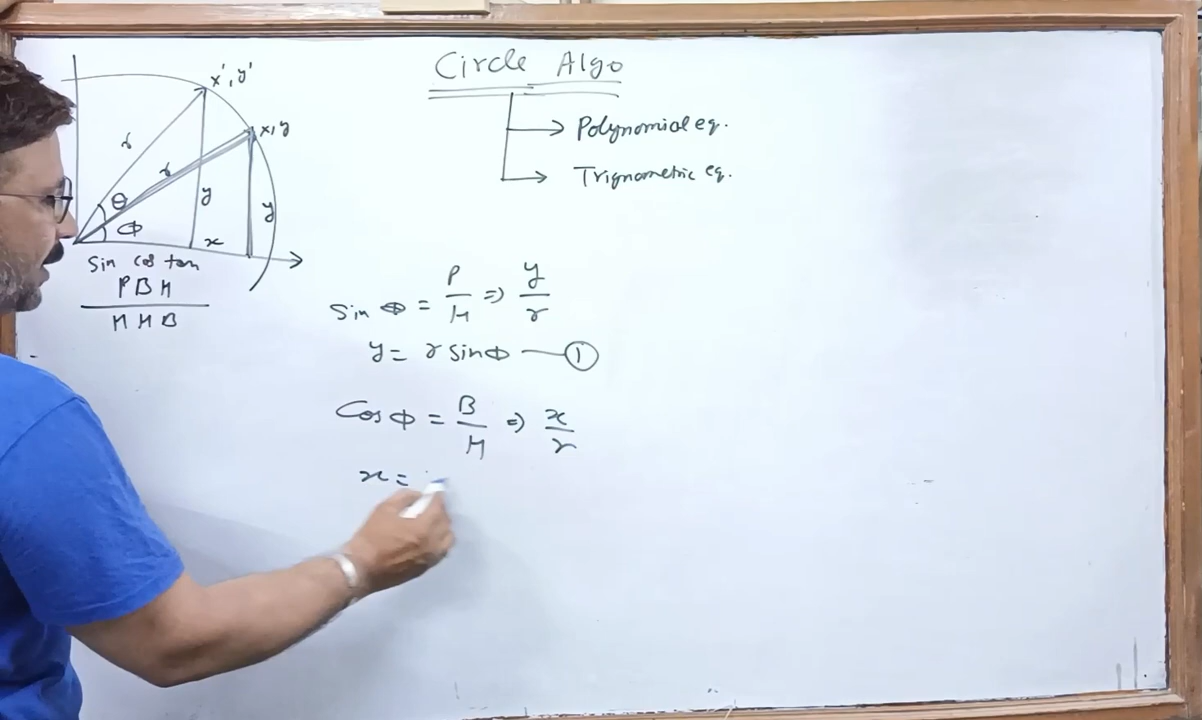 Circle Algo
Polynomial eq.
Trignometric eq.
x', y'
x, y
r
r
θ
y
y
Φ
x
Sin Cos tan
P B H
H H B
Sin Φ = P/H => y/r
y = r sin Φ — ①
Cos Φ = B/H => x/r
x =